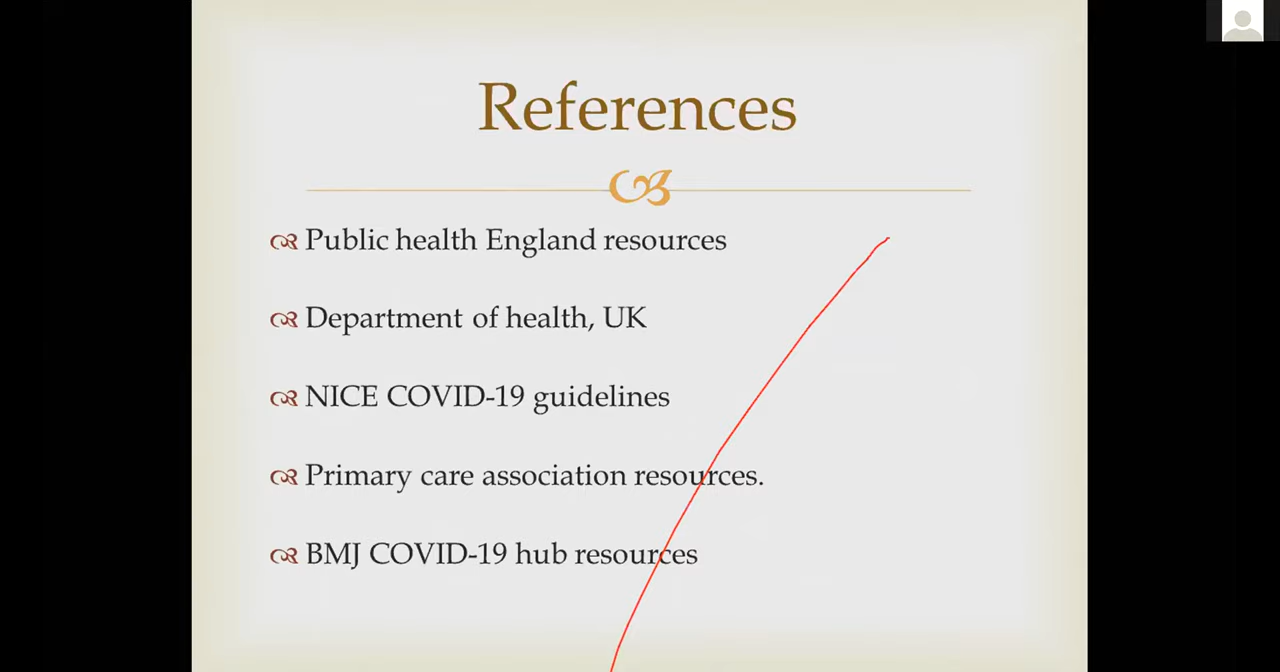 References
Public health England resources
Department of health, UK
NICE COVID-19 guidelines
Primary care association resources.
BMJ COVID-19 hub resources